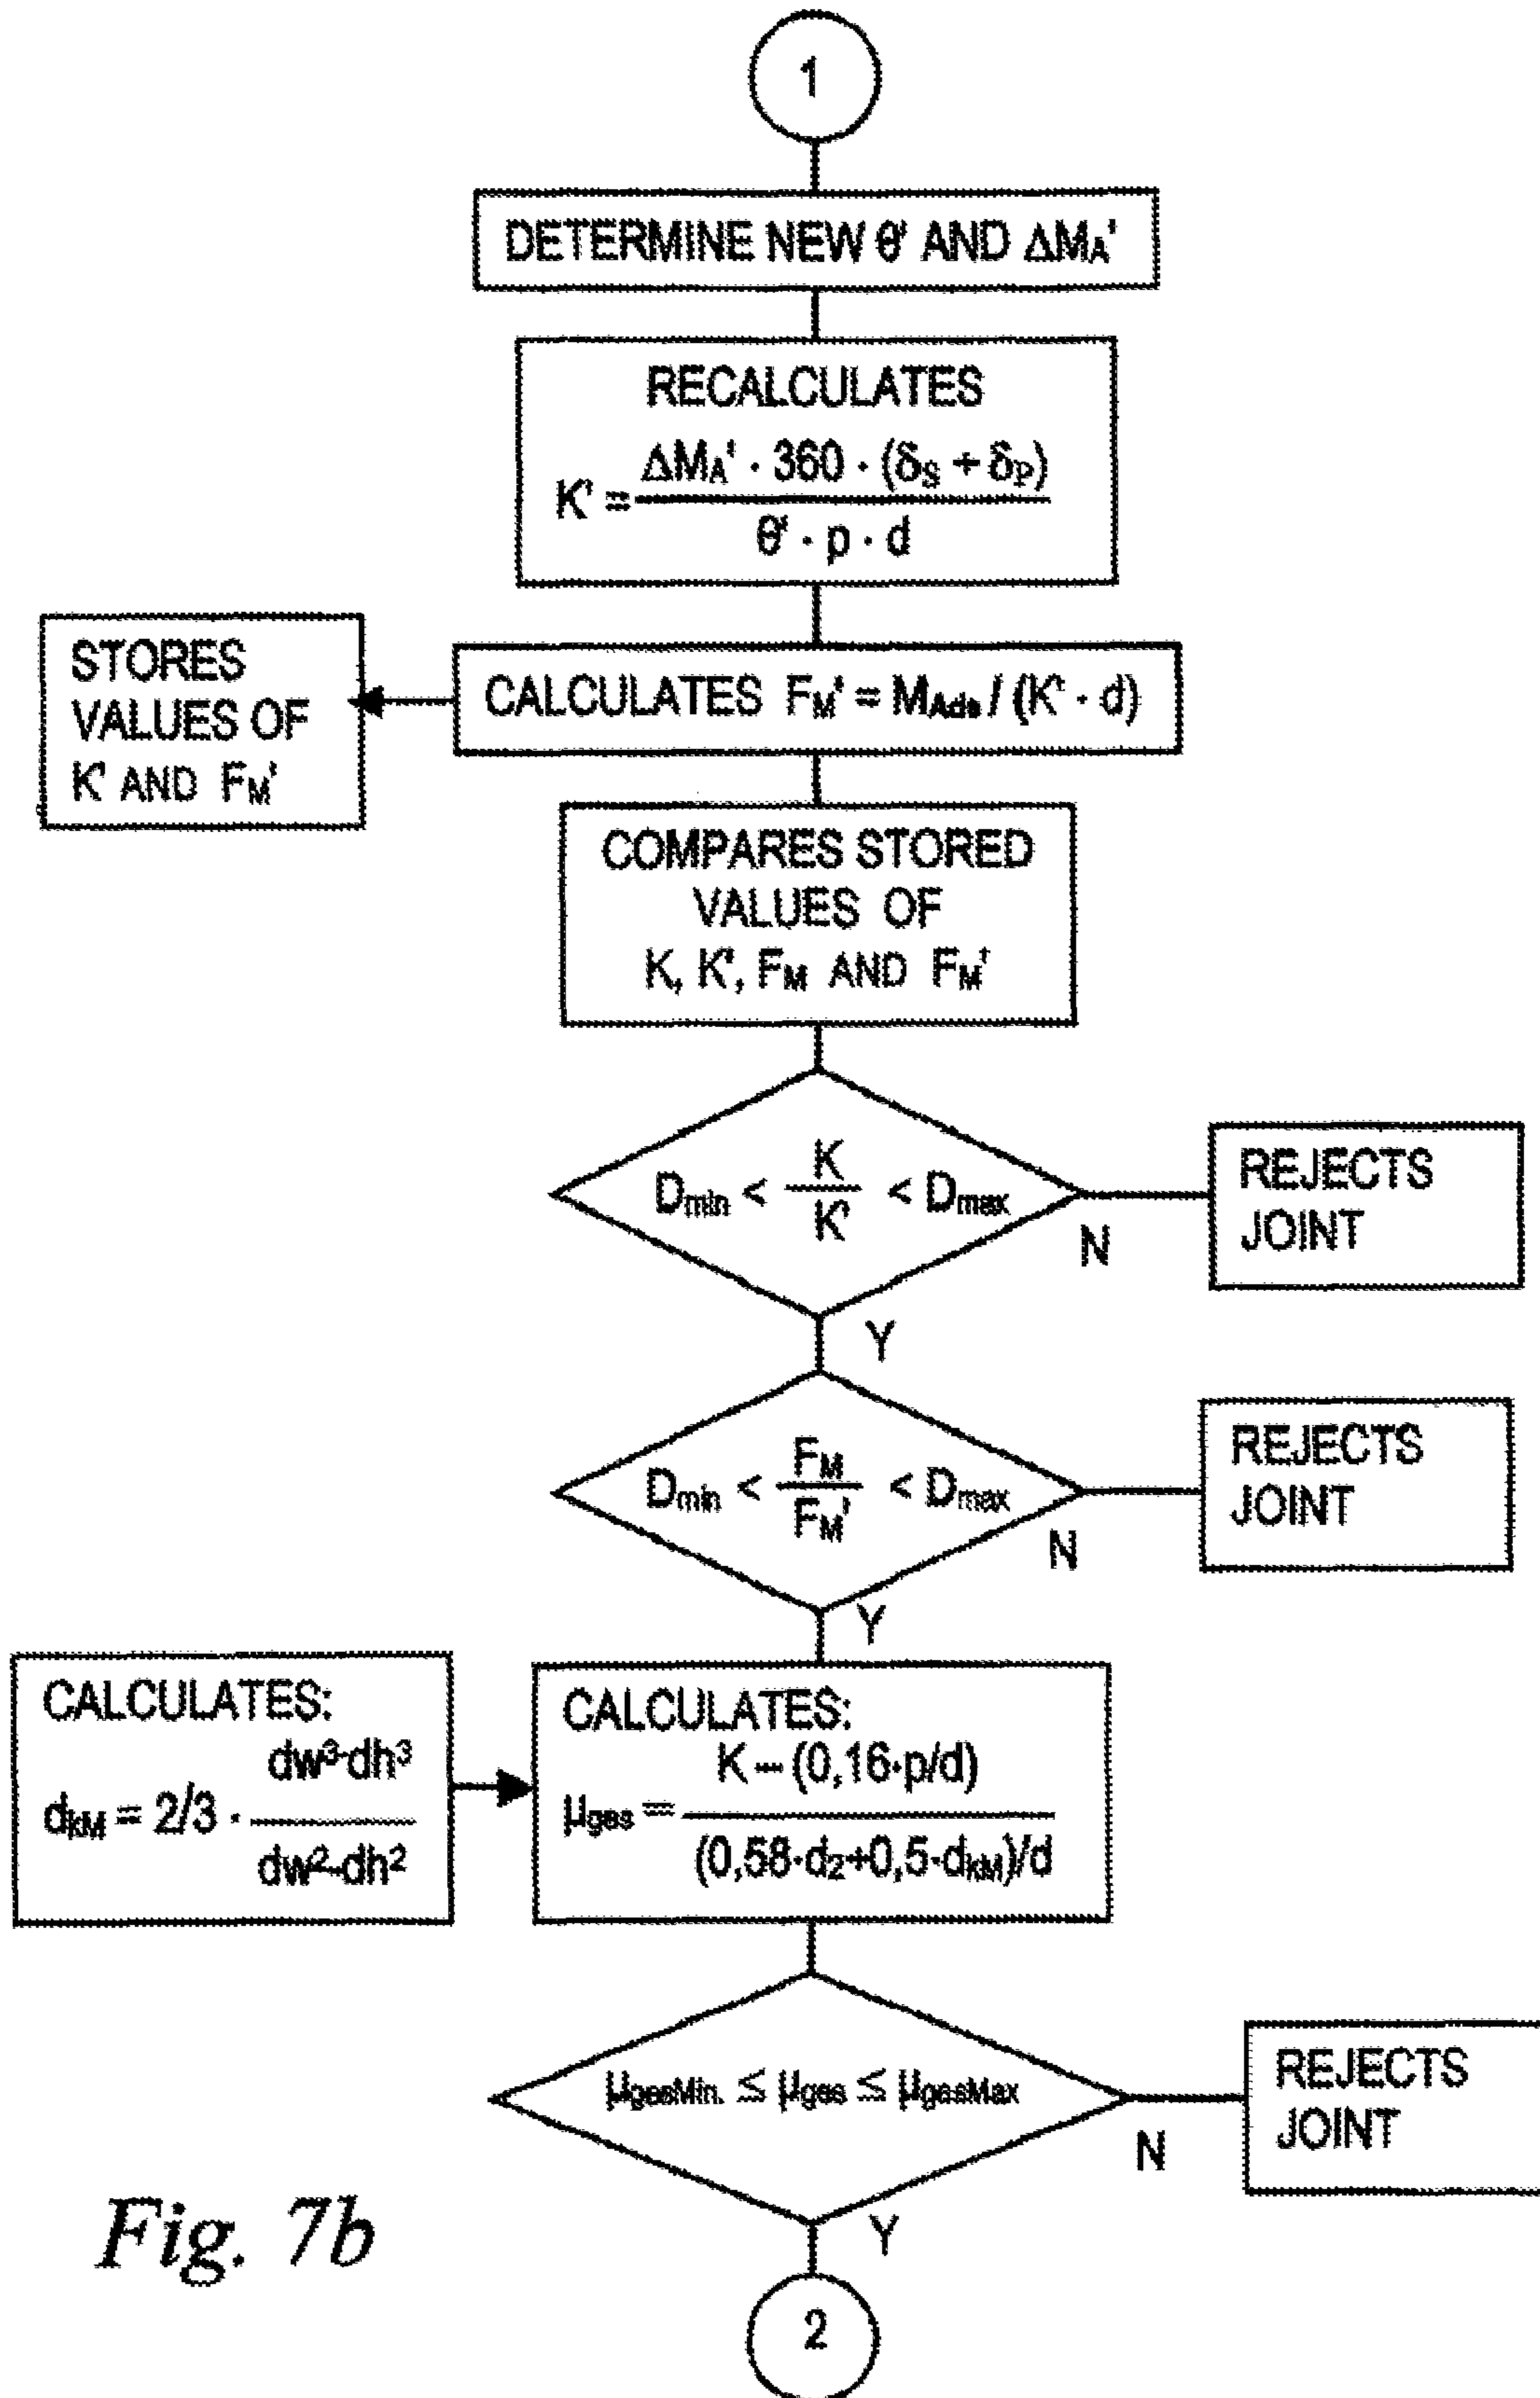 1
DETERMINE NEW θ' AND ΔMA'
RECALCULATES
K' = ΔMA' · 360 · (δS + δP)
θ' · p · d
STORES
VALUES OF
K' AND FM'
CALCULATES FM' = MAds / (K' · d)
COMPARES STORED
VALUES OF
K, K', FM AND FM'
Dmin < K / K' < Dmax
N
REJECTS
JOINT
Y
Dmin < FM / FM' < Dmax
N
REJECTS
JOINT
Y
CALCULATES:
dkM = 2/3 · dw³-dh³
dw²-dh²
CALCULATES:
μges = K – (0,16·p/d)
(0,58·d2+0,5·dkM)/d
μgesMin. ≤ μges ≤ μgesMax
N
REJECTS
JOINT
Y
2
Fig. 7b